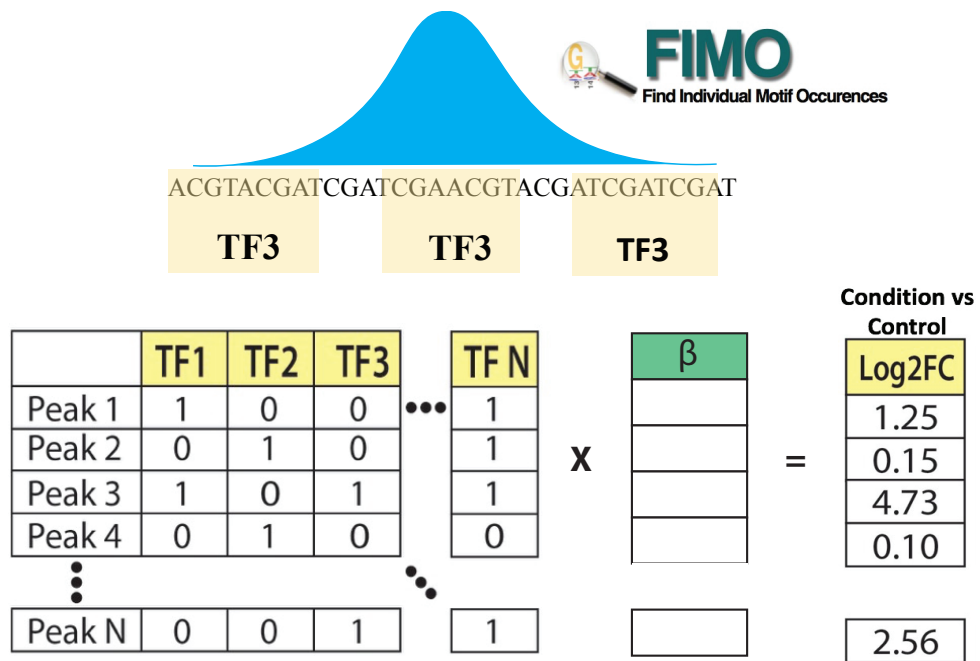 FIMO
Find Individual Motif Occurences
ACGTACGATCGATCGAACGTACGATCGATCGAT
TF3 TF3 TF3
Condition vs
Control
TF1 TF2 TF3 TF N β Log2FC
Peak 1 1 0 0 ••• 1 1.25
Peak 2 0 1 0 1 X = 0.15
Peak 3 1 0 1 1 4.73
Peak 4 0 1 0 0 0.10
Peak N 0 0 1 1 2.56